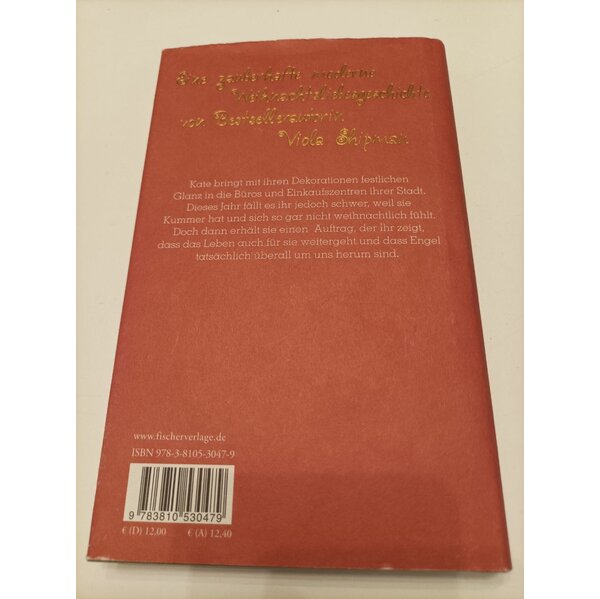 Eine zauberhafte moderne
Weihnachtsliebesgeschichte
von Bestsellerautorin
Viola Shipman
Kate bringt mit ihren Dekorationen festlichen
Glanz in die Büros und Einkaufszentren ihrer Stadt.
Dieses Jahr fällt es ihr jedoch schwer, weil sie
Kummer hat und sich so gar nicht weihnachtlich fühlt.
Doch dann erhält sie einen Auftrag, der Ihr zeigt,
dass das Leben auch für sie weitergeht und dass Engel
tatsächlich überall um uns herum sind.
www.fischerverlage.de
ISBN 978-3-8105-3047-9
9 783810 530479
€ (D) 12,00 € (A) 12,40